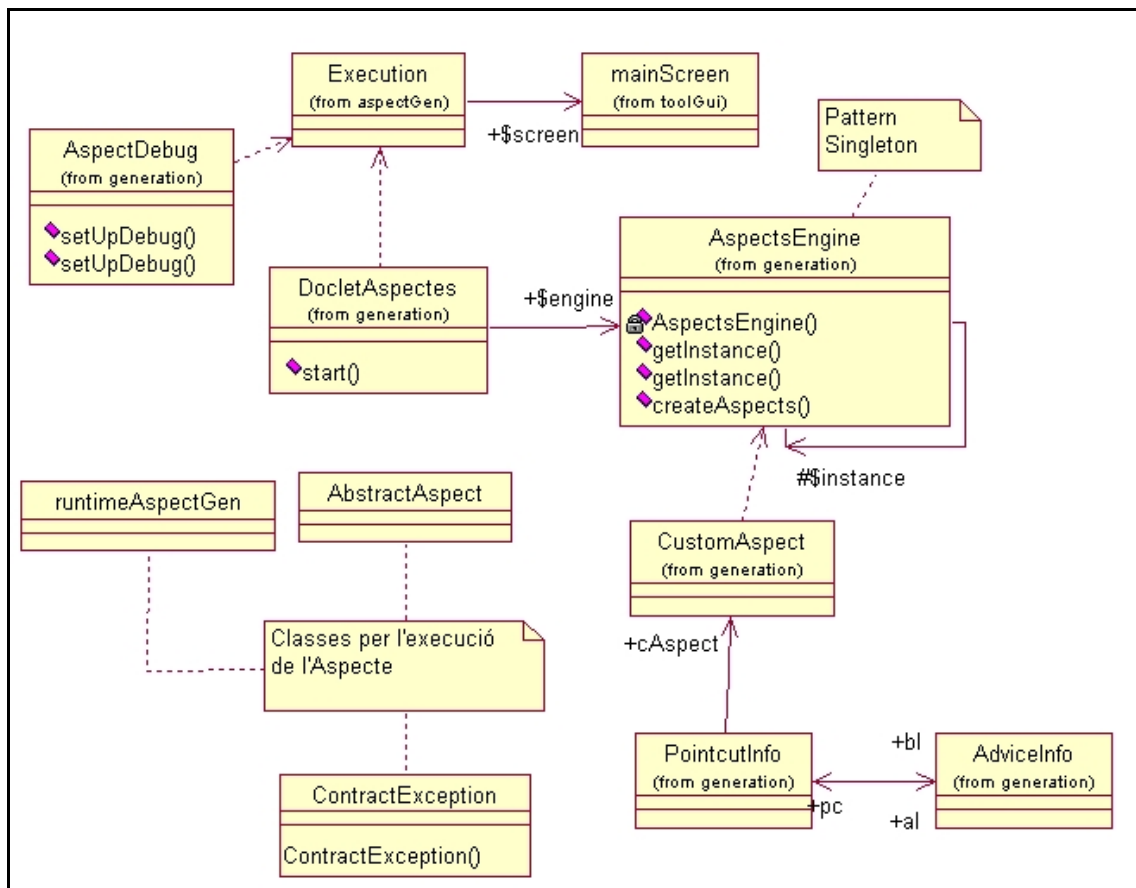 Execution
(from aspectGen)
mainScreen
(from toolGui)
+$screen
Pattern
Singleton
AspectDebug
(from generation)
setUpDebug()
setUpDebug()
AspectsEngine
(from generation)
AspectsEngine()
getInstance()
getInstance()
createAspects()
DocletAspectes
(from generation)
start()
+$engine
#$instance
runtimeAspectGen
AbstractAspect
CustomAspect
(from generation)
Classes per l'execució
de l'Aspecte
+cAspect
PointcutInfo
(from generation)
+bl
AdviceInfo
(from generation)
+pc
+al
ContractException
ContractException()